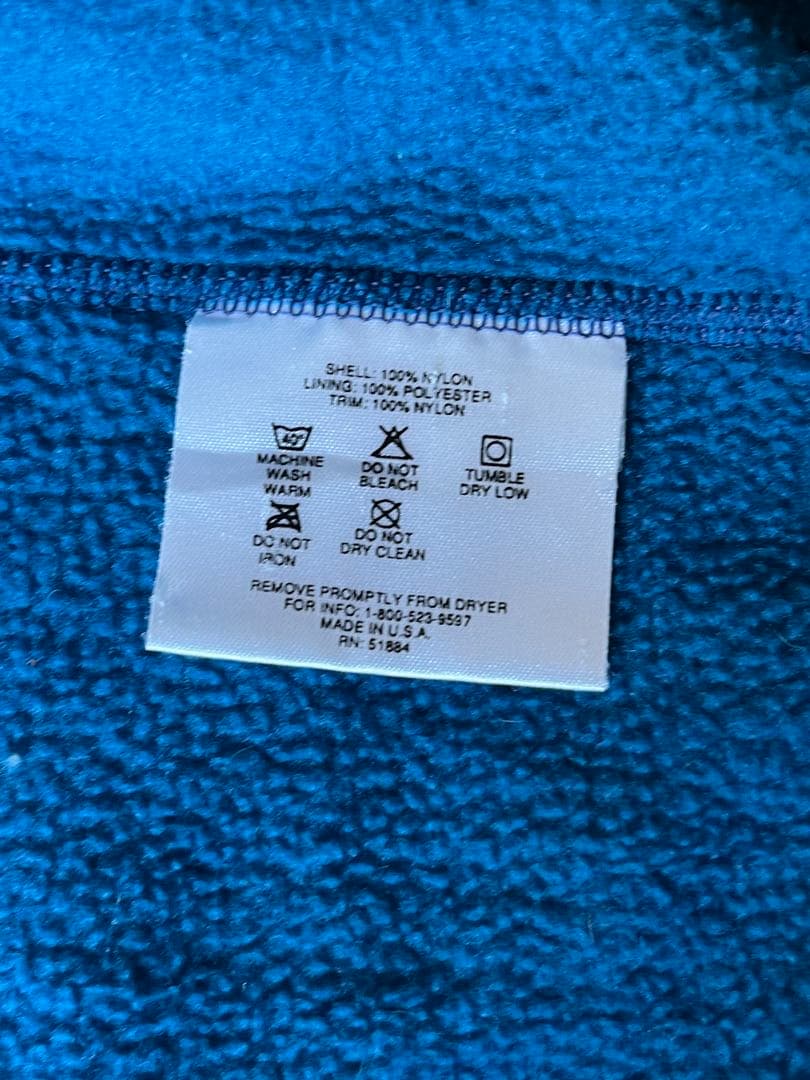 SHELL: 100% NYLON
LINING: 100% POLYESTER
TRIM: 100% NYLON
40°
MACHINE
WASH
WARM
DO NOT
BLEACH
TUMBLE
DRY LOW
DO NOT
IRON
DO NOT
DRY CLEAN
REMOVE PROMPTLY FROM DRYER
FOR INFO: 1-800-523-9597
MADE IN U.S.A.
RN: 51884